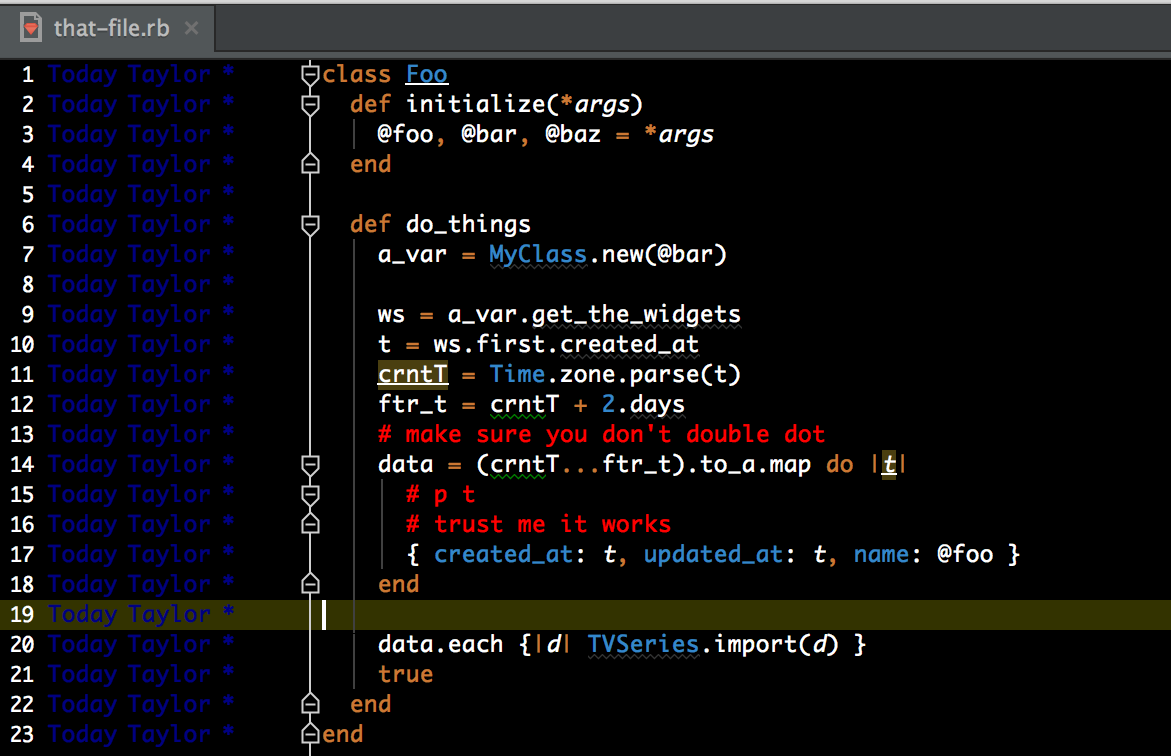 that-file.rb ×
1 Today Taylor * class Foo
2 Today Taylor * def initialize(*args)
3 Today Taylor * @foo, @bar, @baz = *args
4 Today Taylor * end
5 Today Taylor *
6 Today Taylor * def do_things
7 Today Taylor * a_var = MyClass.new(@bar)
8 Today Taylor *
9 Today Taylor * ws = a_var.get_the_widgets
10 Today Taylor * t = ws.first.created_at
11 Today Taylor * crntT = Time.zone.parse(t)
12 Today Taylor * ftr_t = crntT + 2.days
13 Today Taylor * # make sure you don't double dot
14 Today Taylor * data = (crntT...ftr_t).to_a.map do |t|
15 Today Taylor * # p t
16 Today Taylor * # trust me it works
17 Today Taylor * { created_at: t, updated_at: t, name: @foo }
18 Today Taylor * end
19 Today Taylor *
20 Today Taylor * data.each {|d| TVSeries.import(d) }
21 Today Taylor * true
22 Today Taylor * end
23 Today Taylor * end